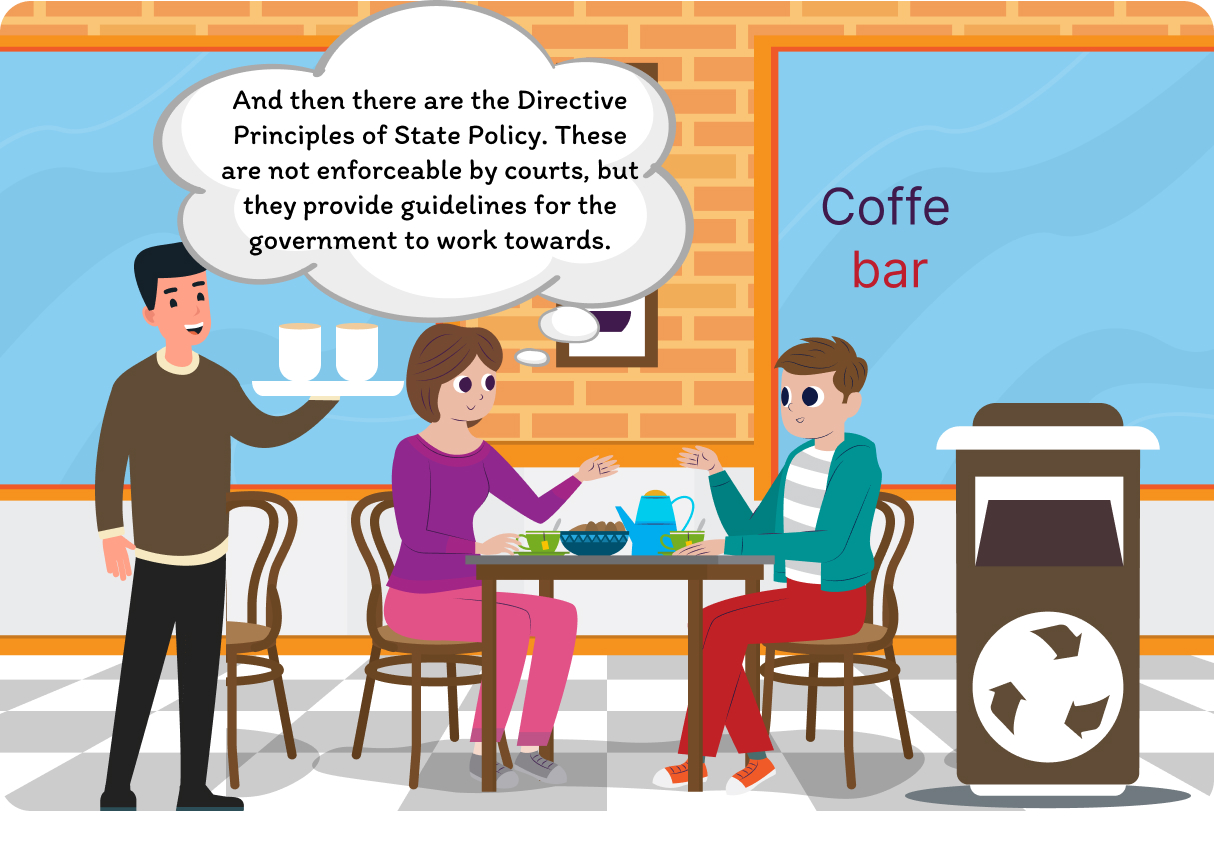 And then there are the Directive
Principles of State Policy. These
are not enforceable by courts, but
they provide guidelines for the
government to work towards.
Coffe
bar